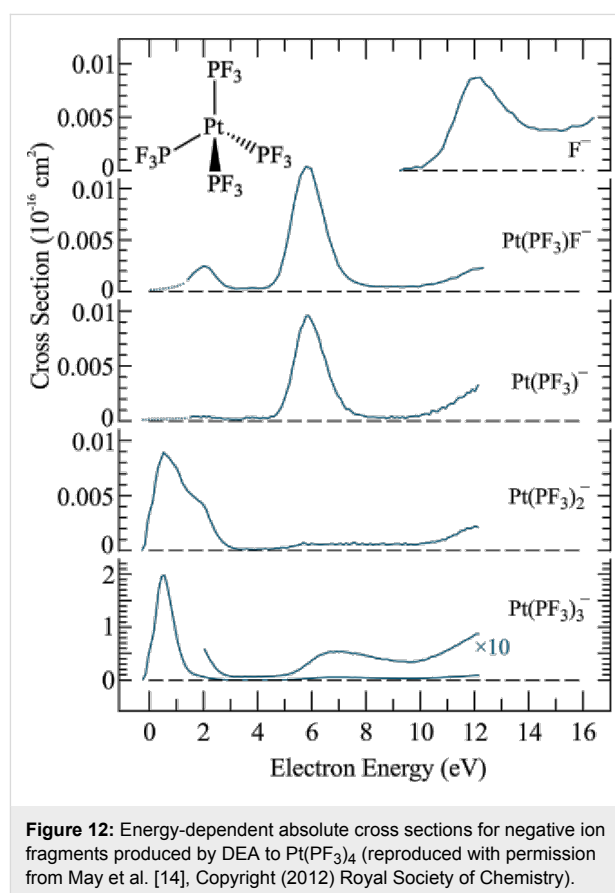 0.01
0.005
0
PF₃
Pt
F₃P
PF₃
PF₃
F⁻
0.01
0.005
0
Pt(PF₃)F⁻
0.01
0.005
0
Pt(PF₃)⁻
0.01
0.005
0
Pt(PF₃)₂⁻
2
1
0
Pt(PF₃)₃⁻
×10
Cross Section (10⁻¹⁶ cm²)
0 2 4 6 8 10 12 14 16
Electron Energy (eV)
Figure 12: Energy-dependent absolute cross sections for negative ion
fragments produced by DEA to Pt(PF₃)₄ (reproduced with permission
from May et al. [14], Copyright (2012) Royal Society of Chemistry).